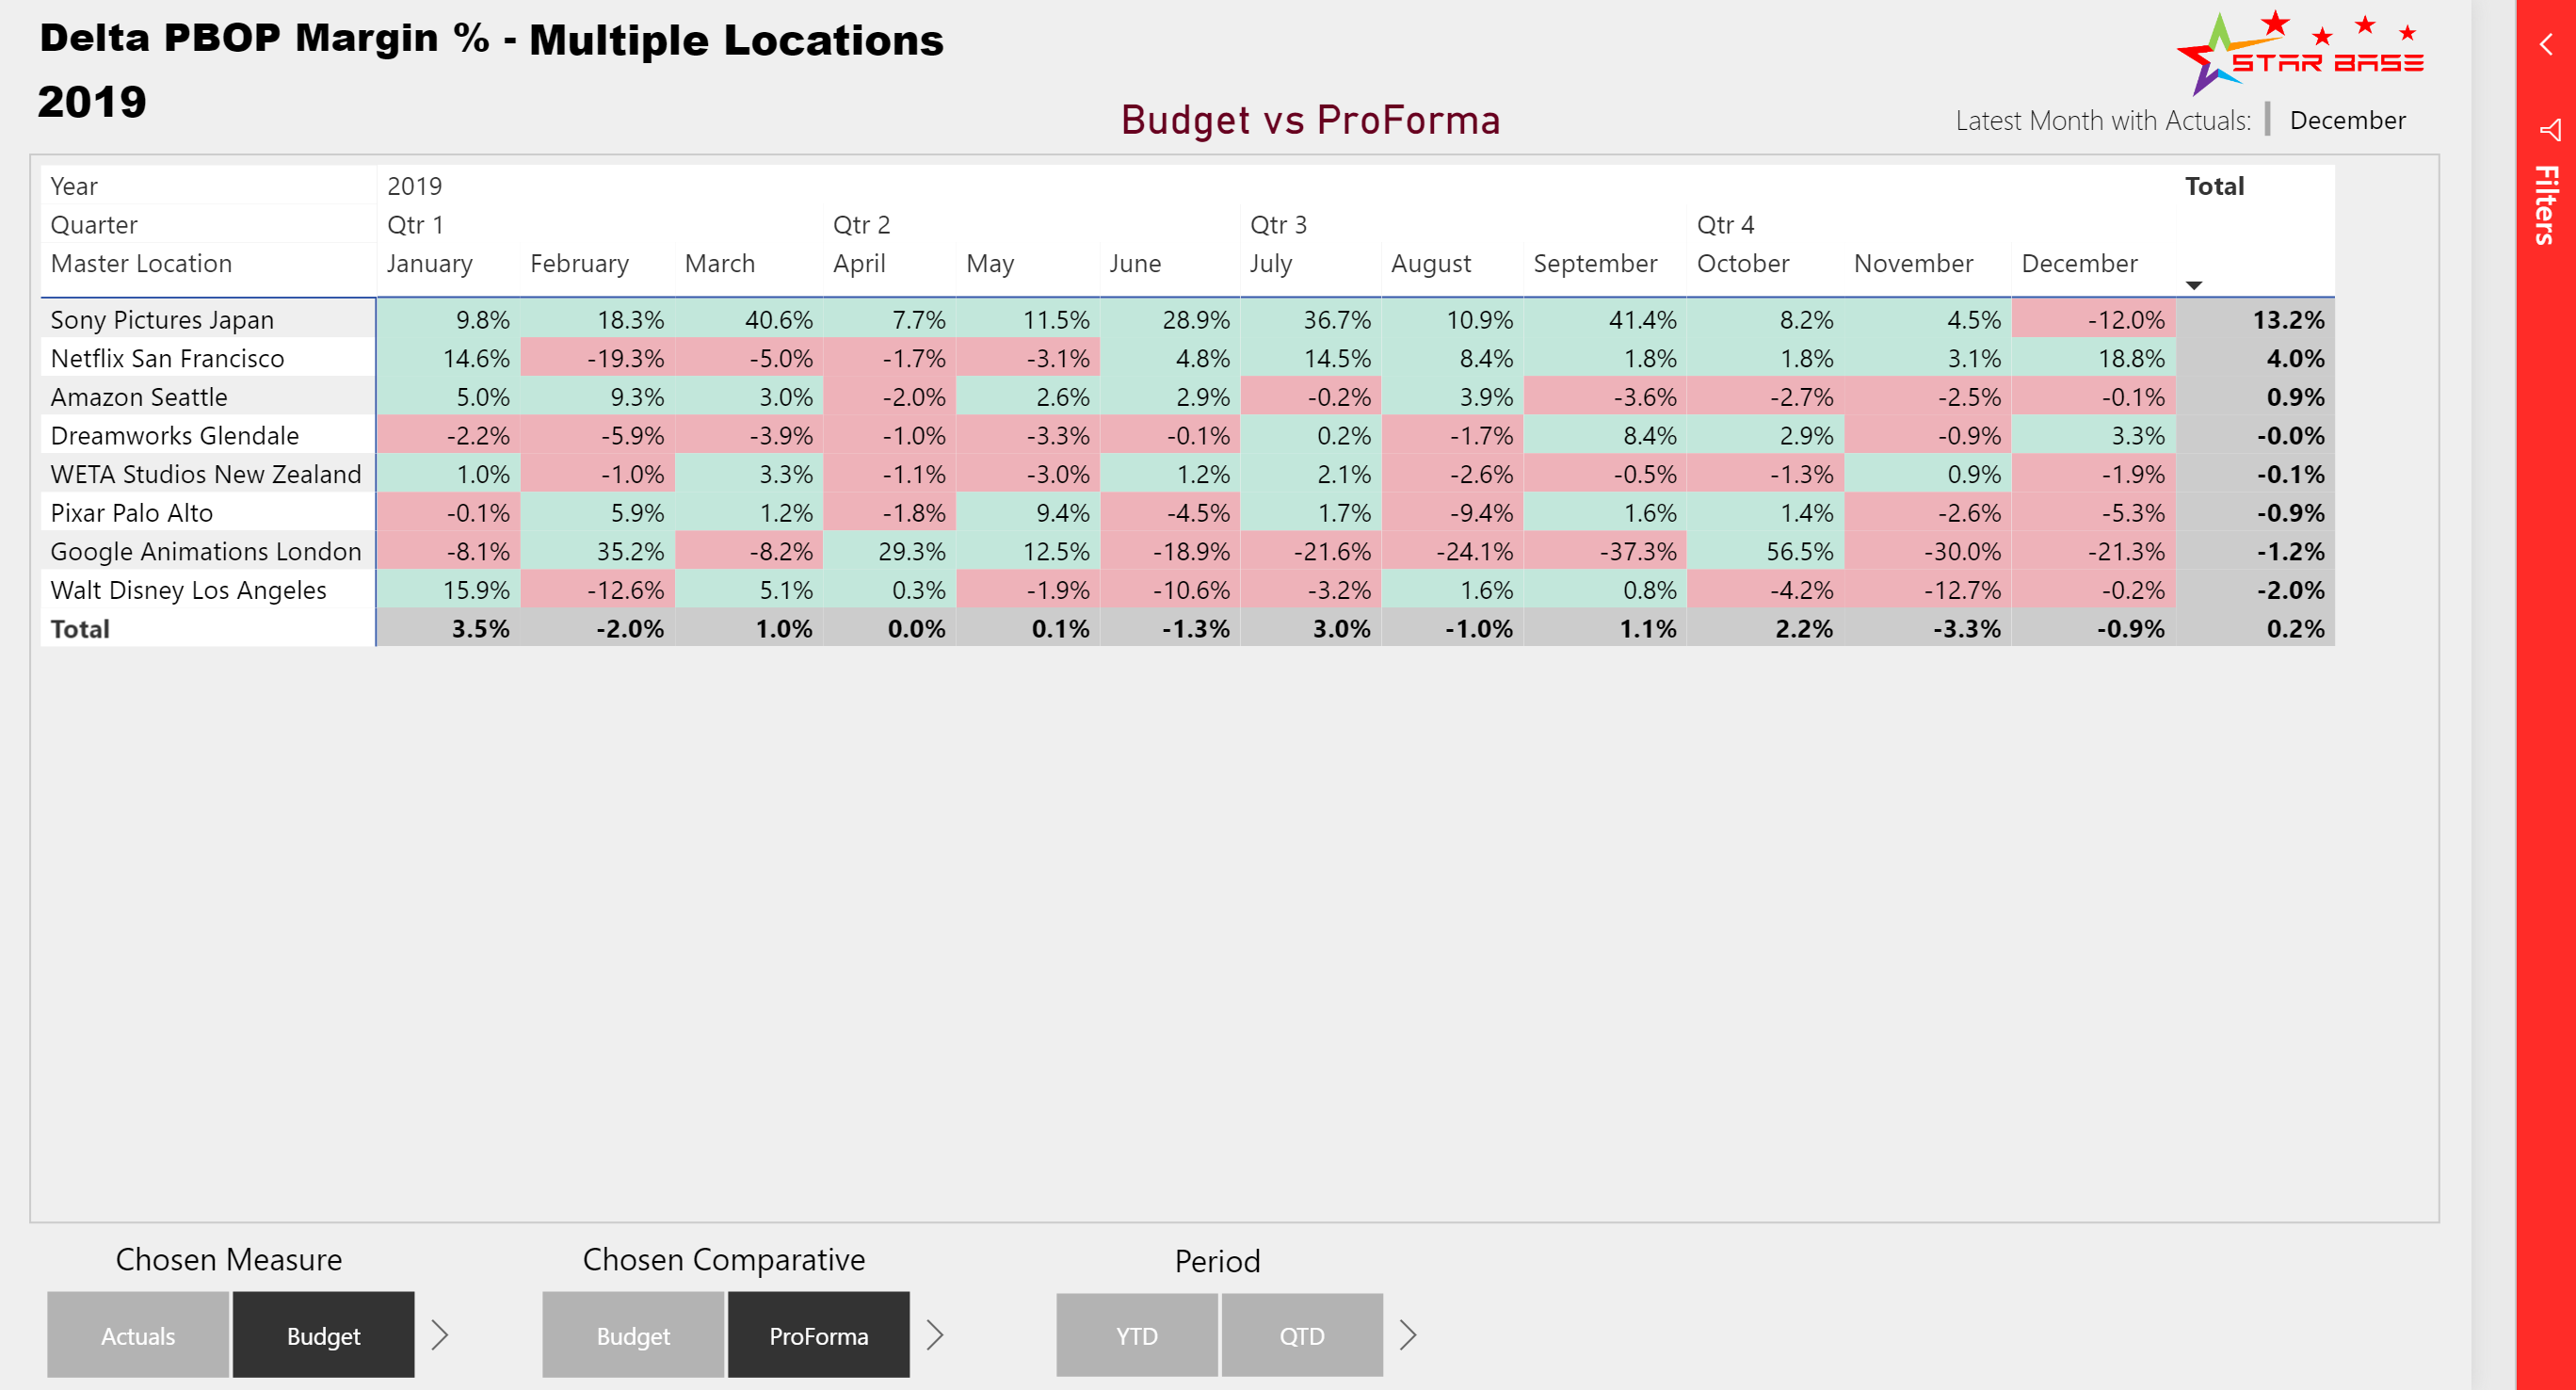 Delta PBOP Margin % - Multiple Locations
2019
STAR BASE
Budget vs ProForma
Latest Month with Actuals: December
Filters
Year 2019 Total
Quarter Qtr 1 Qtr 2 Qtr 3 Qtr 4
Master Location January February March April May June July August September October November December
Sony Pictures Japan 9.8% 18.3% 40.6% 7.7% 11.5% 28.9% 36.7% 10.9% 41.4% 8.2% 4.5% -12.0% 13.2%
Netflix San Francisco 14.6% -19.3% -5.0% -1.7% -3.1% 4.8% 14.5% 8.4% 1.8% 1.8% 3.1% 18.8% 4.0%
Amazon Seattle 5.0% 9.3% 3.0% -2.0% 2.6% 2.9% -0.2% 3.9% -3.6% -2.7% -2.5% -0.1% 0.9%
Dreamworks Glendale -2.2% -5.9% -3.9% -1.0% -3.3% -0.1% 0.2% -1.7% 8.4% 2.9% -0.9% 3.3% -0.0%
WETA Studios New Zealand 1.0% -1.0% 3.3% -1.1% -3.0% 1.2% 2.1% -2.6% -0.5% -1.3% 0.9% -1.9% -0.1%
Pixar Palo Alto -0.1% 5.9% 1.2% -1.8% 9.4% -4.5% 1.7% -9.4% 1.6% 1.4% -2.6% -5.3% -0.9%
Google Animations London -8.1% 35.2% -8.2% 29.3% 12.5% -18.9% -21.6% -24.1% -37.3% 56.5% -30.0% -21.3% -1.2%
Walt Disney Los Angeles 15.9% -12.6% 5.1% 0.3% -1.9% -10.6% -3.2% 1.6% 0.8% -4.2% -12.7% -0.2% -2.0%
Total 3.5% -2.0% 1.0% 0.0% 0.1% -1.3% 3.0% -1.0% 1.1% 2.2% -3.3% -0.9% 0.2%
Chosen Measure Chosen Comparative Period
Actuals Budget Budget ProForma YTD QTD